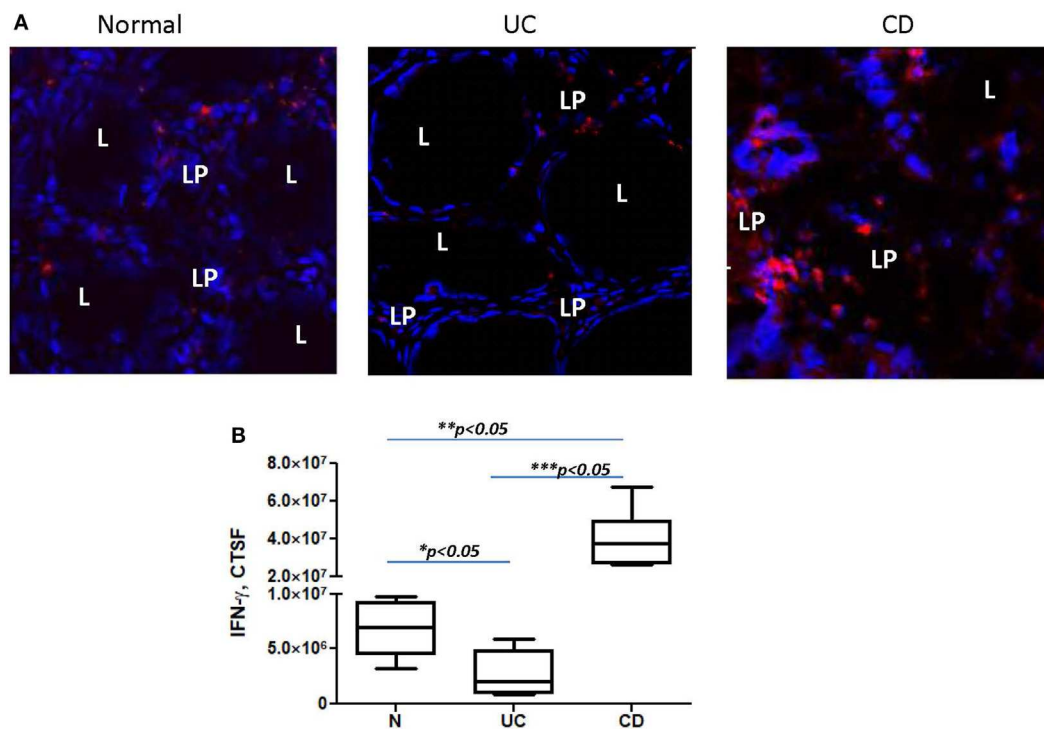 A Normal UC CD
L
LP
L
LP
L
L
LP
L
L
L
LP
LP
L
LP
LP
B
**p<0.05
***p<0.05
*p<0.05
IFN-γ, CTSF
8.0×10⁷
6.0×10⁷
4.0×10⁷
2.0×10⁷
1.0×10⁷
5.0×10⁶
0
N UC CD